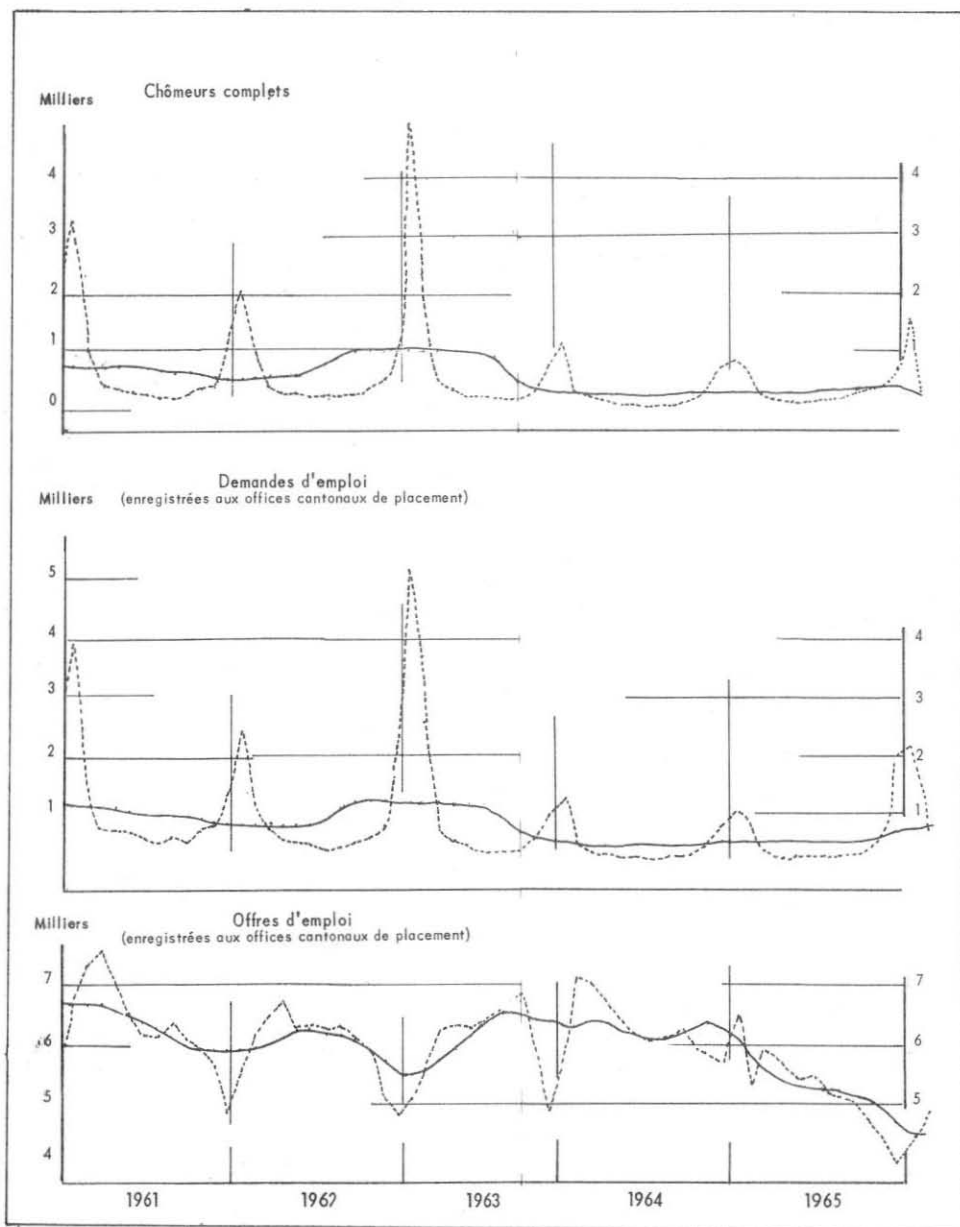 Chômeurs complets
Milliers
4 4
3 3
2 2
1 1
0
Demandes d'emploi
Milliers (enregistrées aux offices cantonaux de placement)
5
4 4
3 3
2 2
1 1
Milliers Offres d'emploi
(enregistrées aux offices cantonaux de placement)
7 7
6 6
5 5
4 4
1961 1962 1963 1964 1965